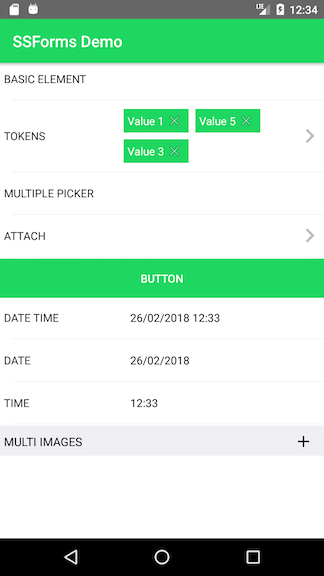 LTE 12:34
SSForms Demo
BASIC ELEMENT
TOKENS
Value 1
Value 5
Value 3
MULTIPLE PICKER
ATTACH
BUTTON
DATE TIME 26/02/2018 12:33
DATE 26/02/2018
TIME 12:33
MULTI IMAGES